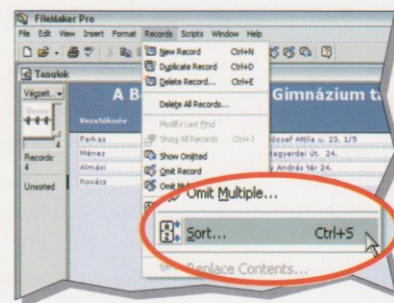 FileMaker Pro
File Edit View Insert Format Records Scripts Window Help
New Record Ctrl+N
Duplicate Record Ctrl+D
Delete Record... Ctrl+E
Delete All Records...
Modify Last Find
Show All Records Ctrl+J
Show Omitted
Omit Record
Omit Multiple...
Sort... Ctrl+S
Replace Contents...
Tanulok
Végzett...
A B
Gimnázium ta
Vezetéknév
Records:
4
Unsorted
Farkas
József Attila u. 23. 1/5
Ménes
Nagyerdei út. 24.
Almási
András tér 24.
Kovács